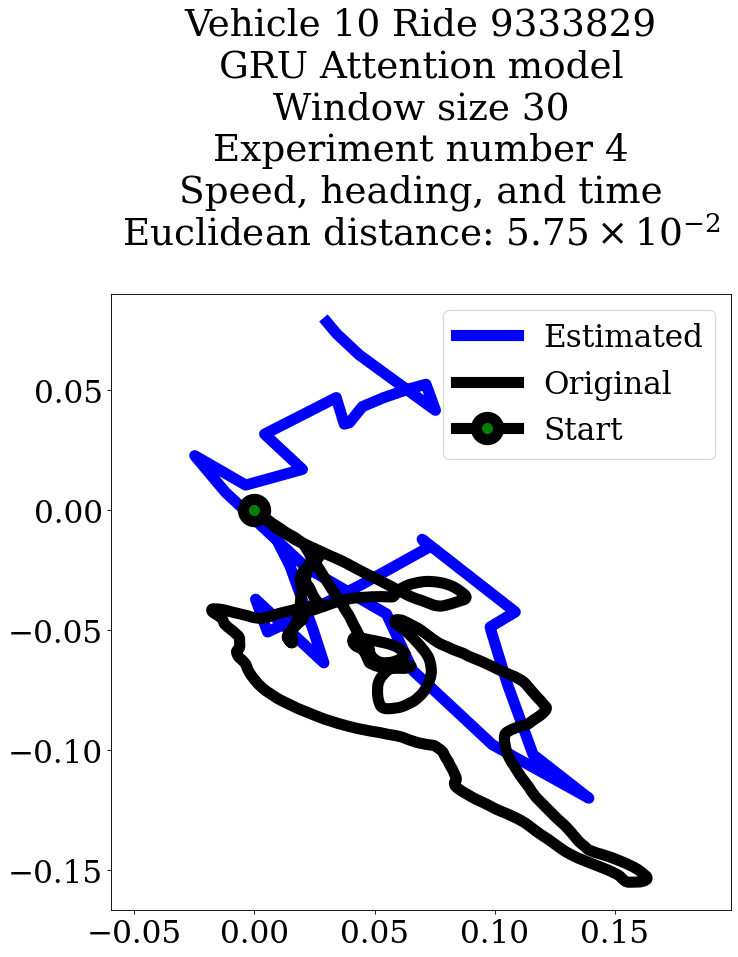 Vehicle 10 Ride 9333829
GRU Attention model
Window size 30
Experiment number 4
Speed, heading, and time
Euclidean distance: 5.75 × 10⁻²
Estimated
Original
Start
0.05
0.00
−0.05
−0.10
−0.15
−0.05 0.00 0.05 0.10 0.15